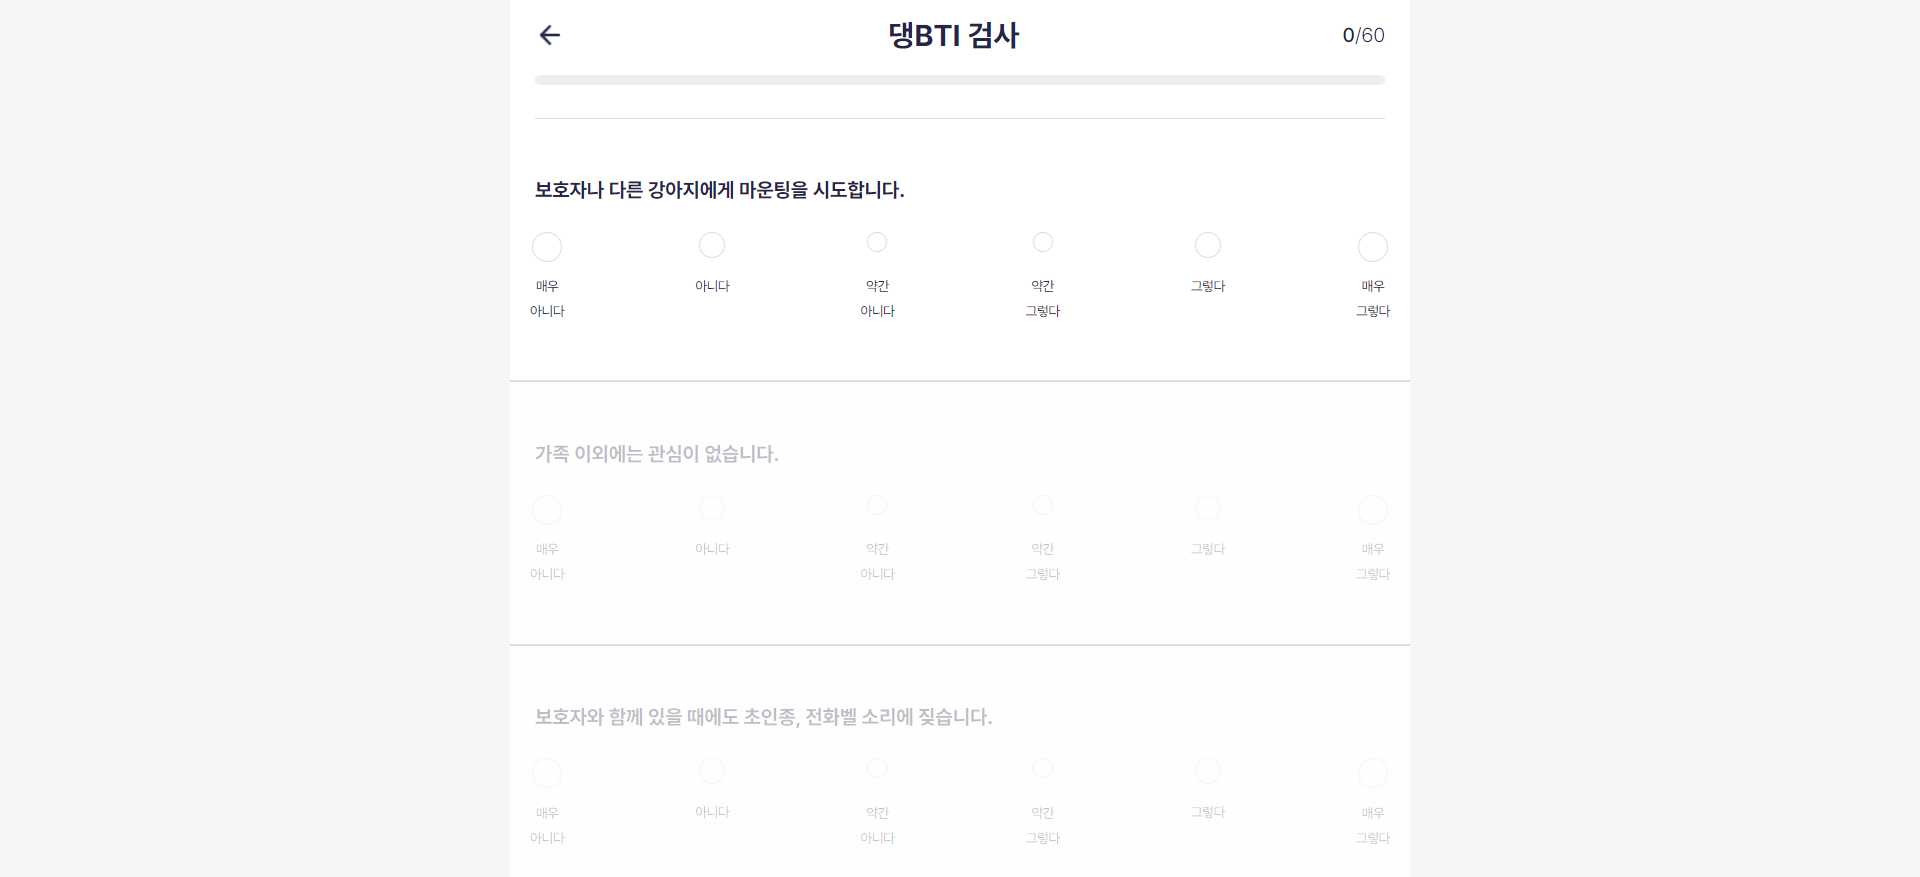 댕BTI 검사
0/60
보호자나 다른 강아지에게 마운팅을 시도합니다.
매우 아니다 약간 약간 그렇다 매우
아니다 아니다 그렇다 그렇다
가족 이외에는 관심이 없습니다.
매우 아니다 약간 약간 그렇다 매우
아니다 아니다 그렇다 그렇다
보호자와 함께 있을 때에도 초인종, 전화벨 소리에 짖습니다.
매우 아니다 약간 약간 그렇다 매우
아니다 아니다 그렇다 그렇다